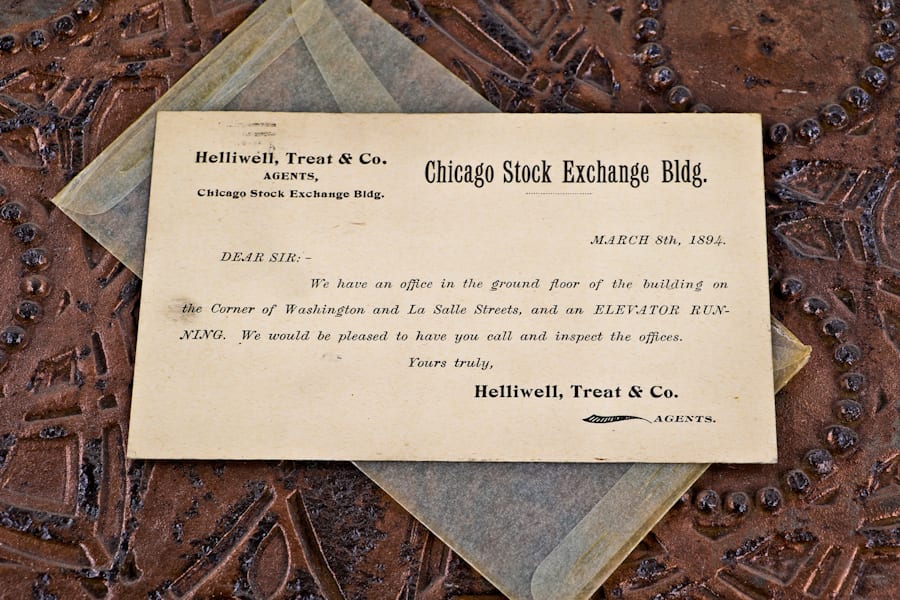 Helliwell, Treat & Co.
AGENTS,
Chicago Stock Exchange Bldg.
Chicago Stock Exchange Bldg.
MARCH 8th, 1894.
DEAR SIR:-
We have an office in the ground floor of the building on
the Corner of Washington and La Salle Streets, and an ELEVATOR RUN-
NING. We would be pleased to have you call and inspect the offices.
Yours truly,
Helliwell, Treat & Co.
AGENTS.